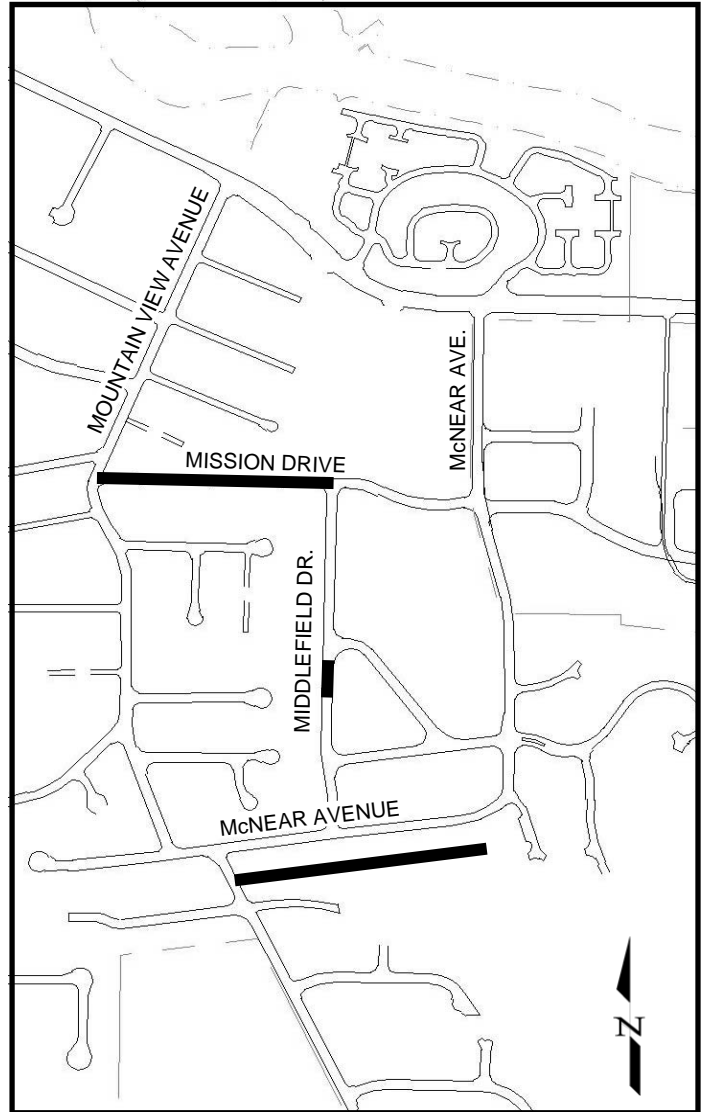 MOUNTAIN VIEW AVENUE
McNEAR AVE.
MISSION DRIVE
MIDDLEFIELD DR.
McNEAR AVENUE
N